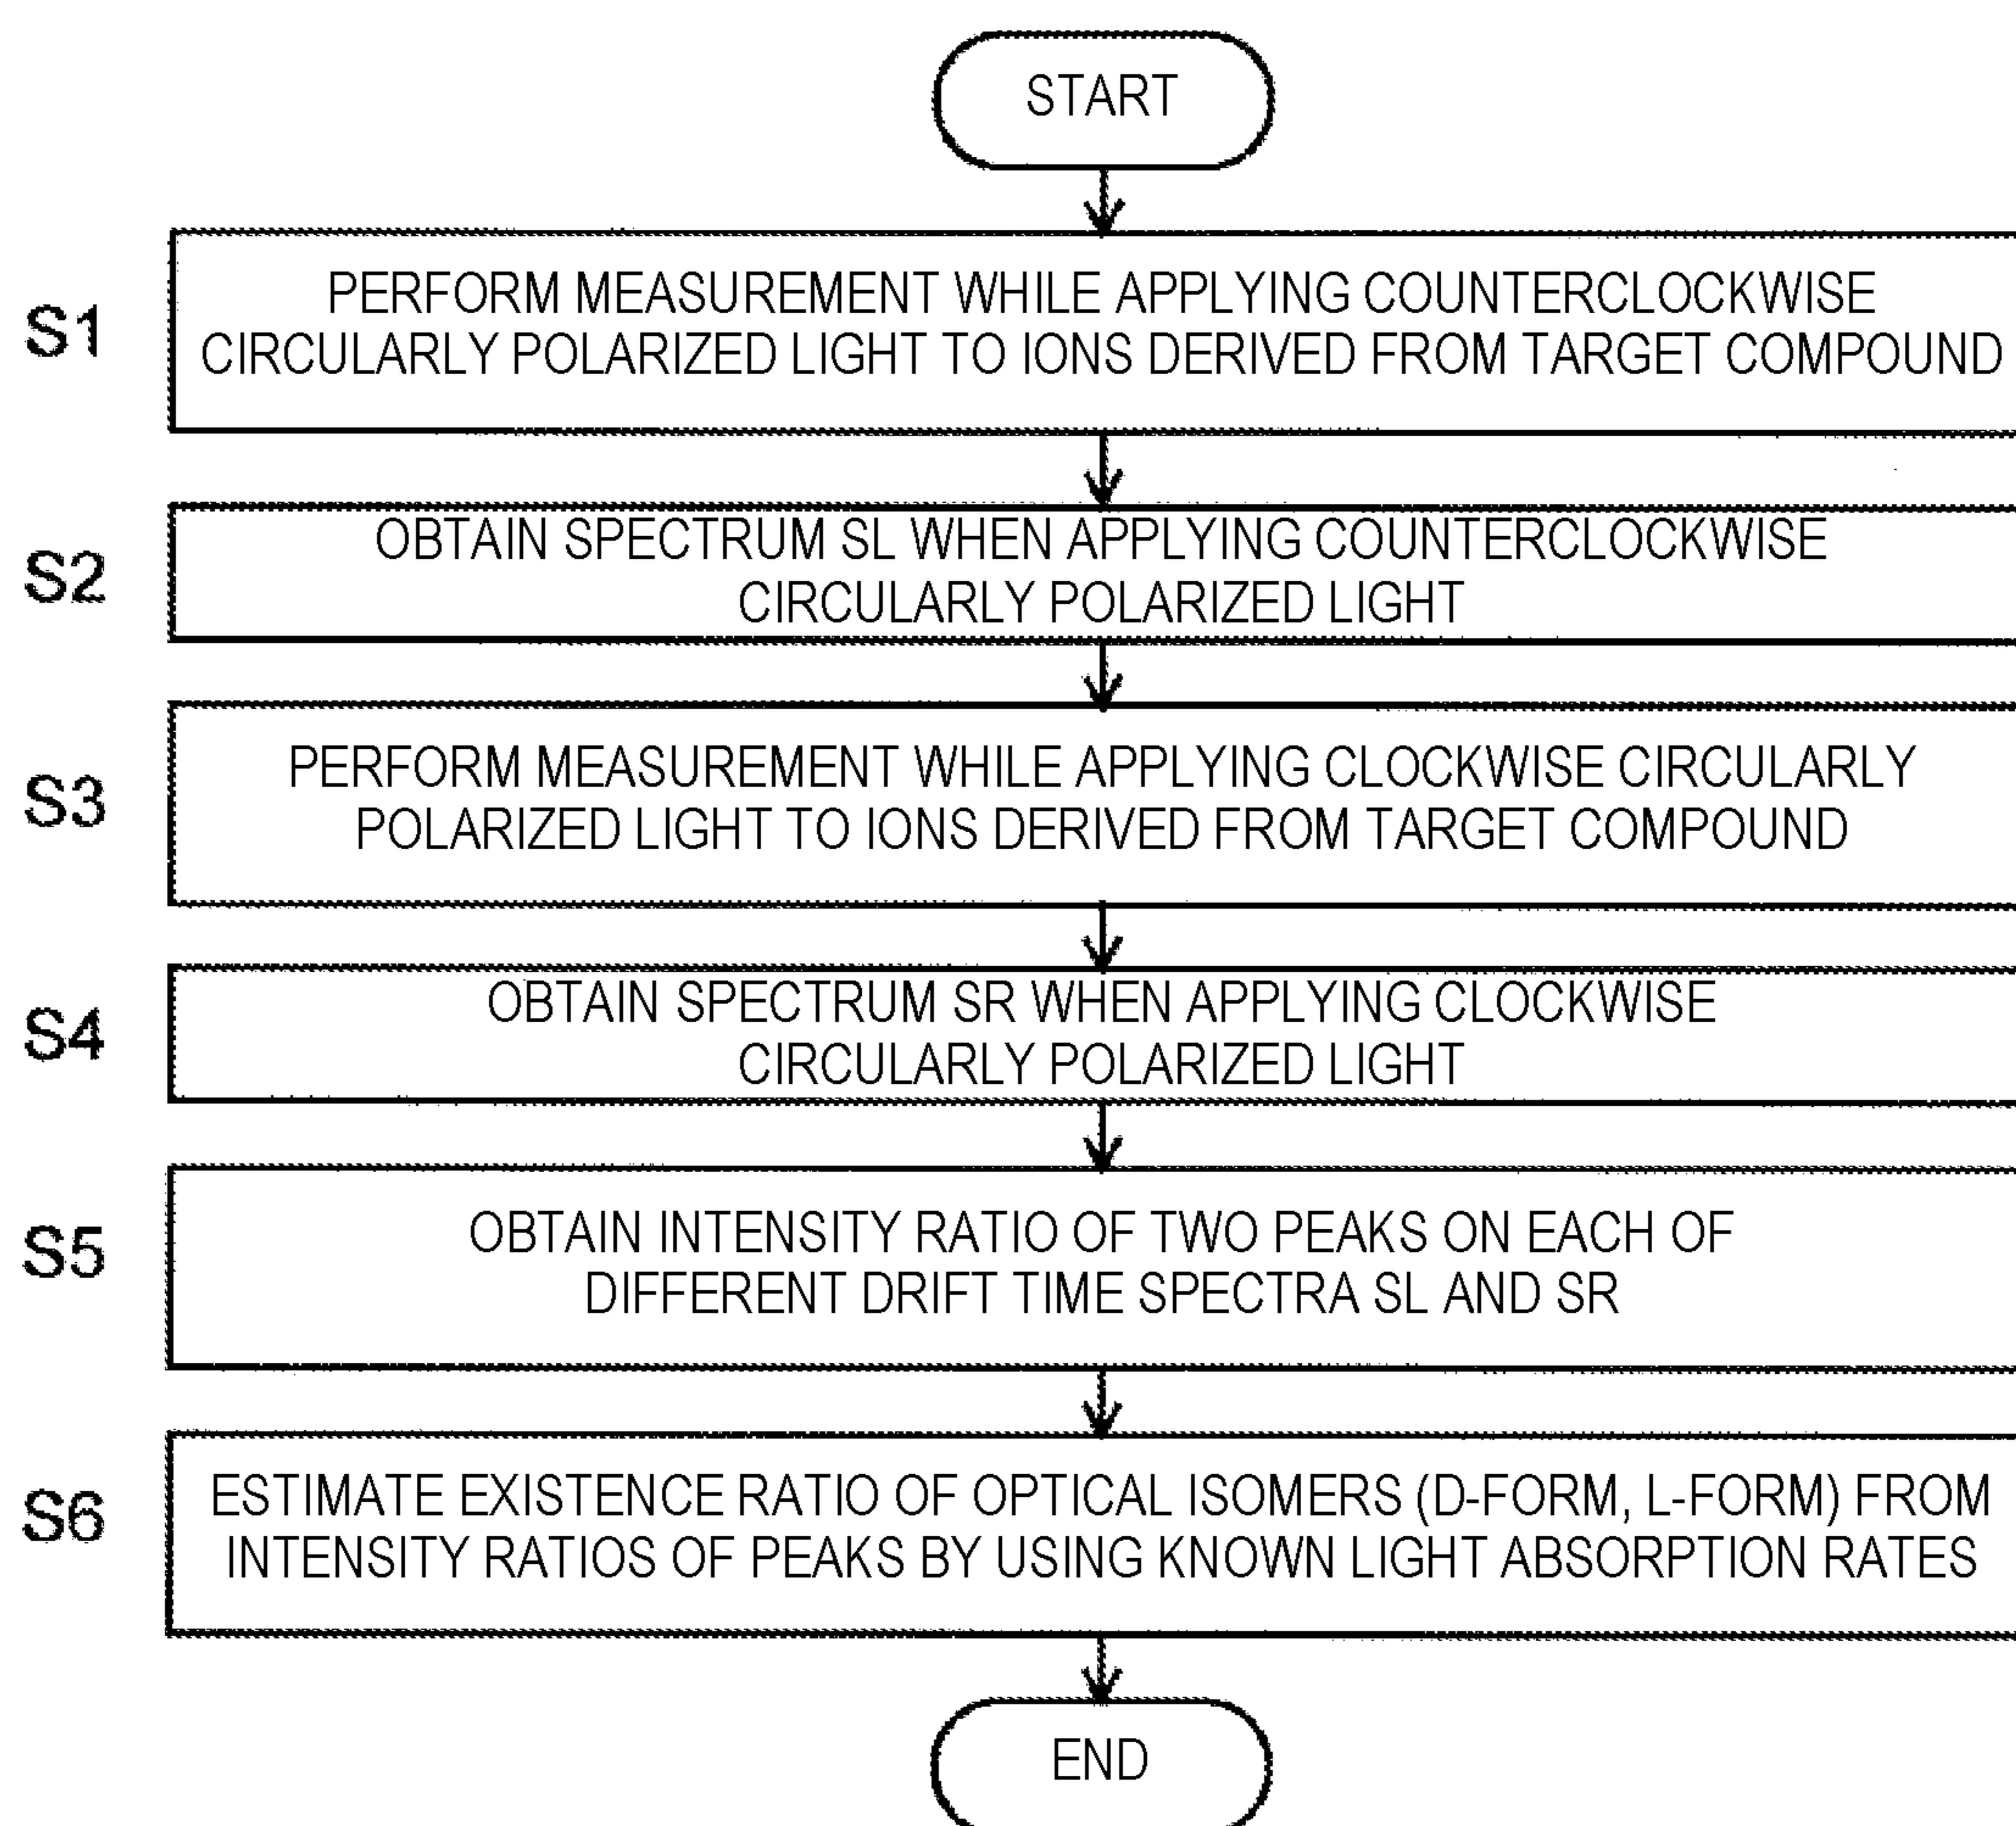 START
S1
PERFORM MEASUREMENT WHILE APPLYING COUNTERCLOCKWISE
CIRCULARLY POLARIZED LIGHT TO IONS DERIVED FROM TARGET COMPOUND
S2
OBTAIN SPECTRUM SL WHEN APPLYING COUNTERCLOCKWISE
CIRCULARLY POLARIZED LIGHT
S3
PERFORM MEASUREMENT WHILE APPLYING CLOCKWISE CIRCULARLY
POLARIZED LIGHT TO IONS DERIVED FROM TARGET COMPOUND
S4
OBTAIN SPECTRUM SR WHEN APPLYING CLOCKWISE
CIRCULARLY POLARIZED LIGHT
S5
OBTAIN INTENSITY RATIO OF TWO PEAKS ON EACH OF
DIFFERENT DRIFT TIME SPECTRA SL AND SR
S6
ESTIMATE EXISTENCE RATIO OF OPTICAL ISOMERS (D-FORM, L-FORM) FROM
INTENSITY RATIOS OF PEAKS BY USING KNOWN LIGHT ABSORPTION RATES
END